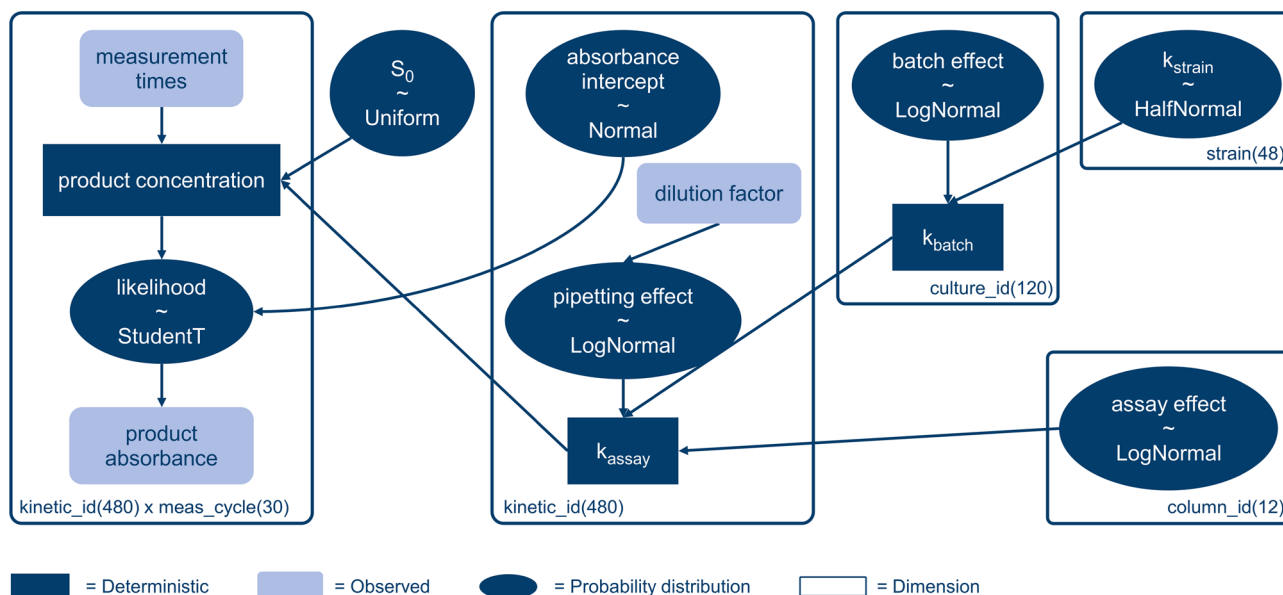 measurement
times
product concentration
likelihood
~
StudentT
product
absorbance
kinetic_id(480) x meas_cycle(30)
S0
~
Uniform
absorbance
intercept
~
Normal
dilution factor
pipetting effect
~
LogNormal
kassay
kinetic_id(480)
batch effect
~
LogNormal
kbatch
culture_id(120)
kstrain
~
HalfNormal
strain(48)
assay effect
~
LogNormal
column_id(12)
= Deterministic
= Observed
= Probability distribution
= Dimension